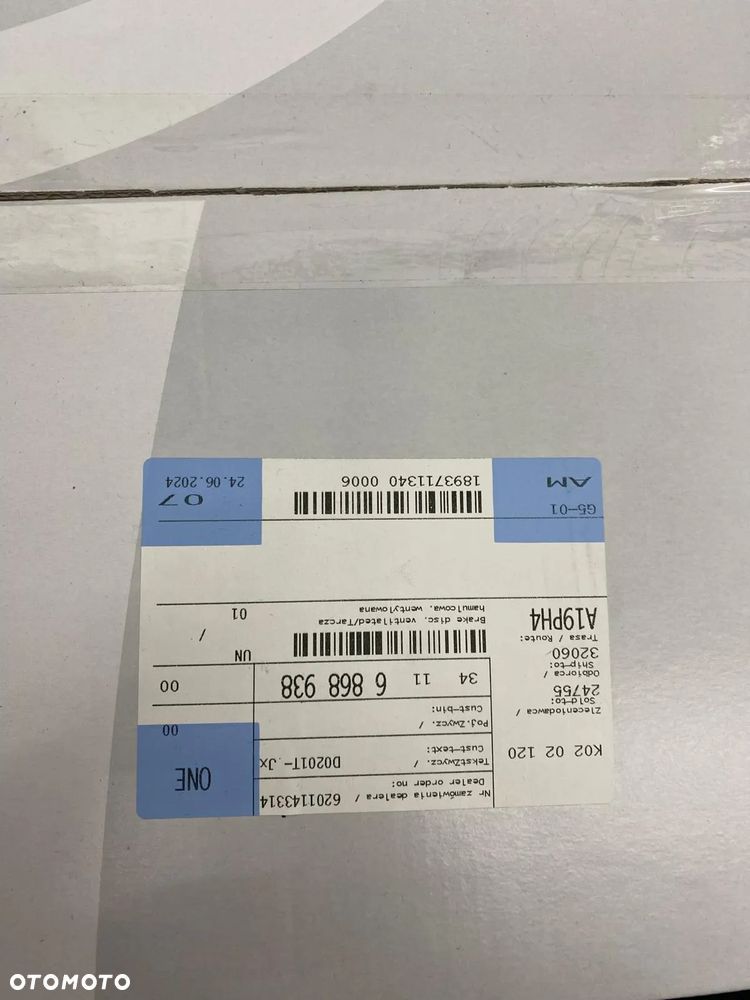 K02 02 120
Nr zamówienia dealera /
Dealer order no:
6201143314
ONE
TekstZwycz. /
Cust-text:
D0201T-.Jx
Zleceniodawca /
Sold-to:
24755
Poj.Zwycz. /
Cust-bin:
00
Odbiorca /
Ship-to:
32060
34 11 6 868 938
00
Trasa / Route:
A19PH4
UN
/
Brake disc. ventilated/Tarcza
hamulcowa. wentylowana
01
G5-01
AM
1893711340 0006
07
24.06.2024
OTOMOTO